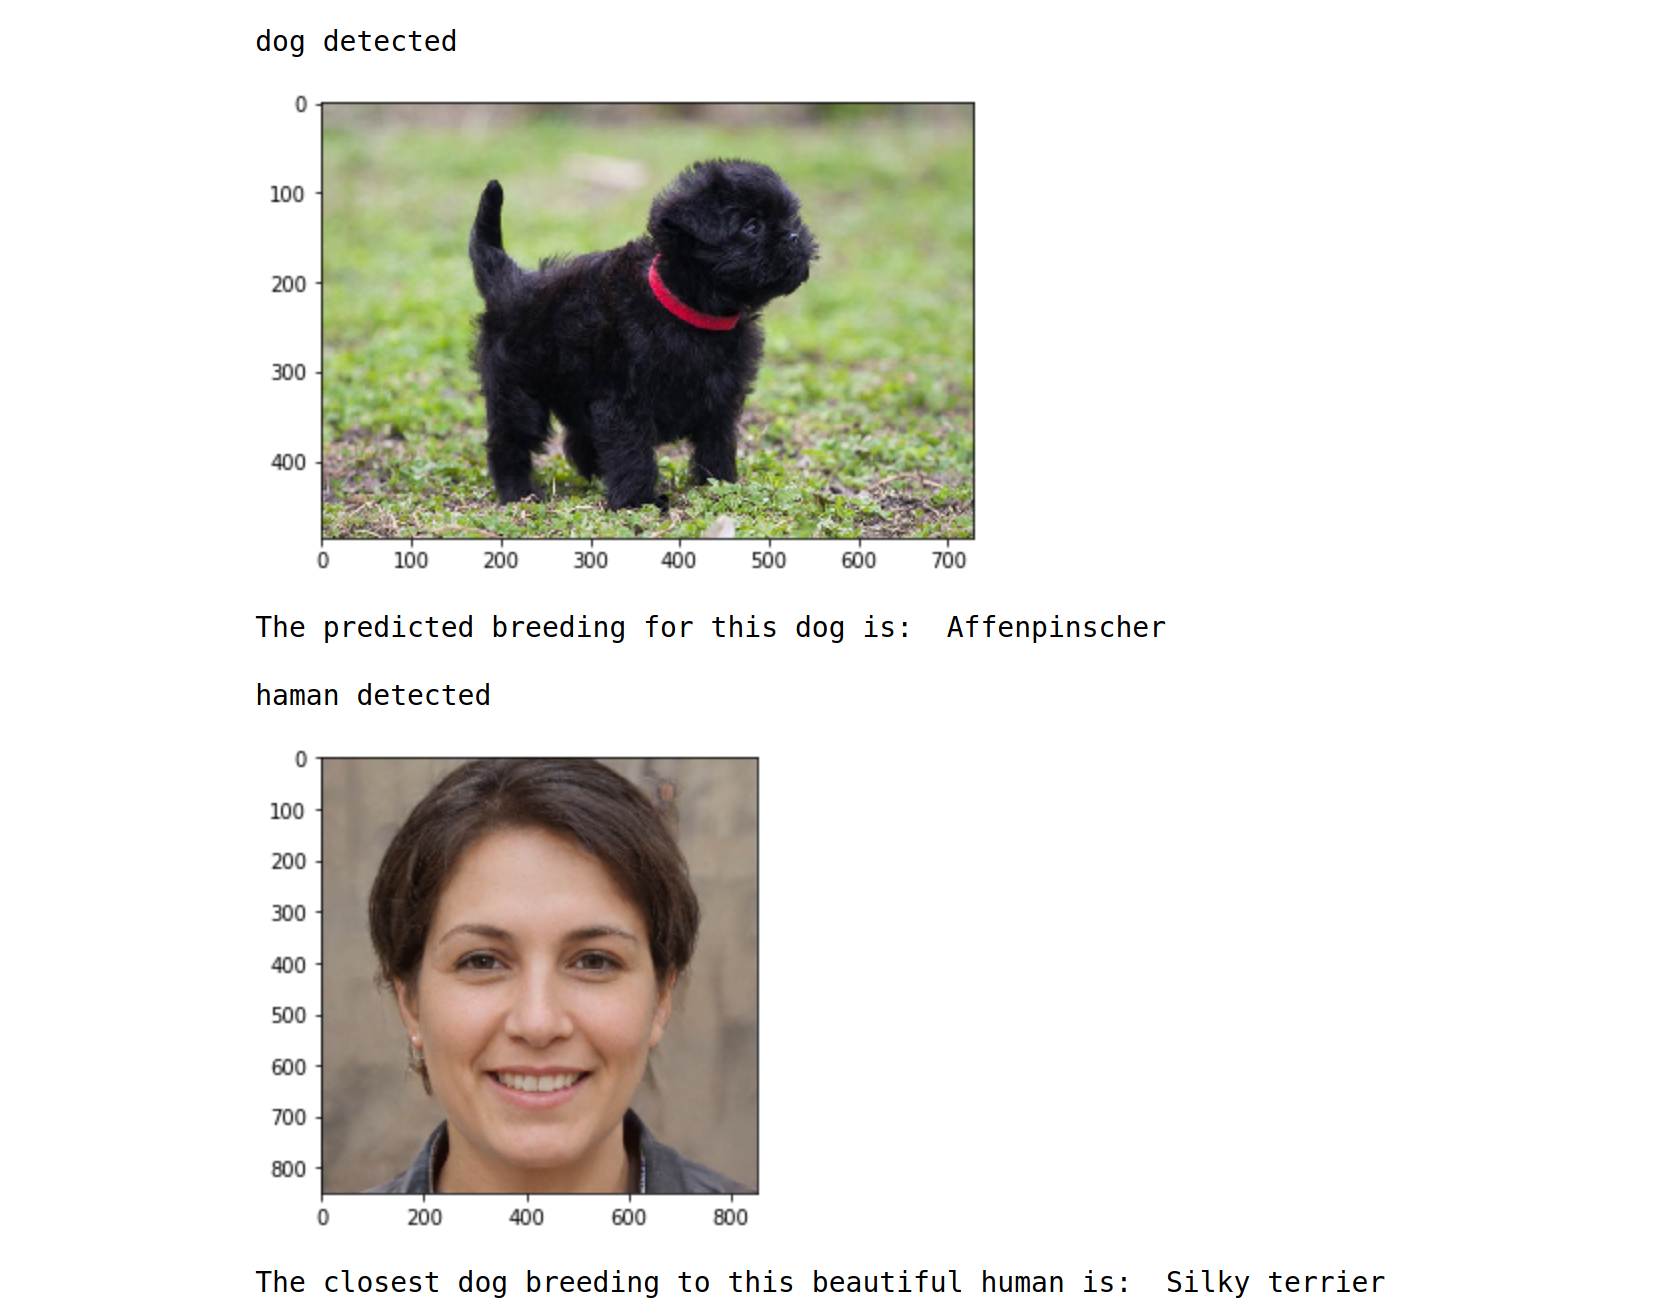 dog detected
0
100
200
300
400
0 100 200 300 400 500 600 700
The predicted breeding for this dog is:  Affenpinscher
haman detected
0
100
200
300
400
500
600
700
800
0 200 400 600 800
The closest dog breeding to this beautiful human is:  Silky terrier